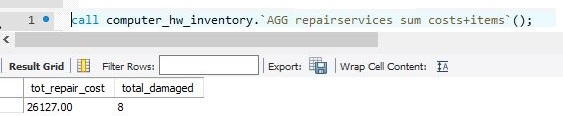 1 call computer_hw_inventory.`AGG repairservices sum costs+items`();
Result Grid Filter Rows: Export: Wrap Cell Content:
tot_repair_cost total_damaged
26127.00 8